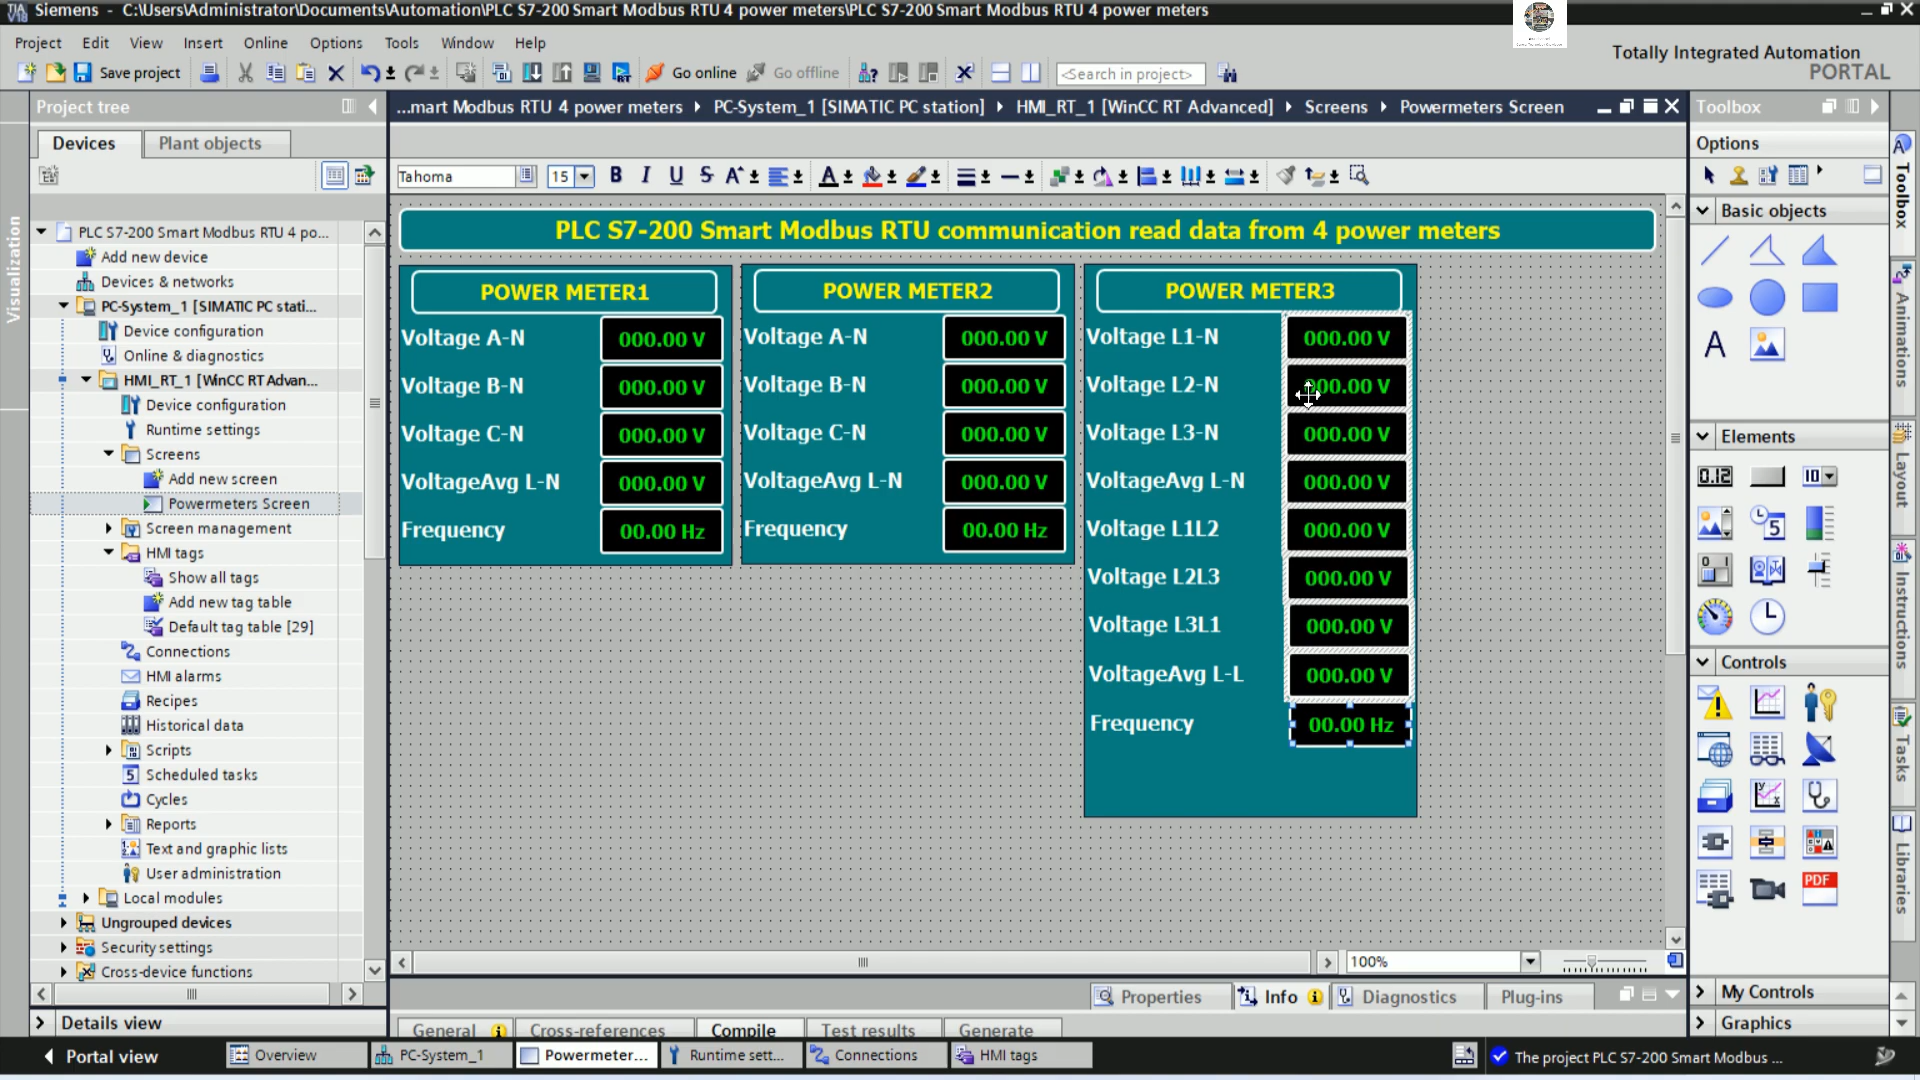 Siemens - C:\Users\Administrator\Documents\Automation\PLC S7-200 Smart Modbus RTU 4 power meters\PLC S7-200 Smart Modbus RTU 4 power meters
Project Edit View Insert Online Options Tools Window Help
Totally Integrated Automation
PORTAL
Save project
Go online
Go offline
<Search in project>
Project tree
...mart Modbus RTU 4 power meters
PC-System_1 [SIMATIC PC station]
HMI_RT_1 [WinCC RT Advanced]
Screens
Powermeters Screen
Toolbox
Devices
Plant objects
Options
Tahoma
15
B I U S
Visualization
PLC S7-200 Smart Modbus RTU 4 po...
Add new device
Devices & networks
PC-System_1 [SIMATIC PC stati...
Device configuration
Online & diagnostics
HMI_RT_1 [WinCC RT Advan...
Device configuration
Runtime settings
Screens
Add new screen
Powermeters Screen
Screen management
HMI tags
Show all tags
Add new tag table
Default tag table [29]
Connections
HMI alarms
Recipes
Historical data
Scripts
Scheduled tasks
Cycles
Reports
Text and graphic lists
User administration
Local modules
Ungrouped devices
Security settings
Cross-device functions
Details view
PLC S7-200 Smart Modbus RTU communication read data from 4 power meters
POWER METER1
Voltage A-N 000.00 V
Voltage B-N 000.00 V
Voltage C-N 000.00 V
VoltageAvg L-N 000.00 V
Frequency 00.00 Hz
POWER METER2
Voltage A-N 000.00 V
Voltage B-N 000.00 V
Voltage C-N 000.00 V
VoltageAvg L-N 000.00 V
Frequency 00.00 Hz
POWER METER3
Voltage L1-N 000.00 V
Voltage L2-N 000.00 V
Voltage L3-N 000.00 V
VoltageAvg L-N 000.00 V
Voltage L1L2 000.00 V
Voltage L2L3 000.00 V
Voltage L3L1 000.00 V
VoltageAvg L-L 000.00 V
Frequency 00.00 Hz
100%
Properties
Info
Diagnostics
Plug-ins
General
Cross-references
Compile
Test results
Generate
Basic objects
A
Elements
0.12
10
5
Controls
PDF
My Controls
Graphics
Toolbox
Animations
Layout
Instructions
Tasks
Libraries
Portal view
Overview
PC-System_1
Powermeter...
Runtime sett...
Connections
HMI tags
The project PLC S7-200 Smart Modbus ...